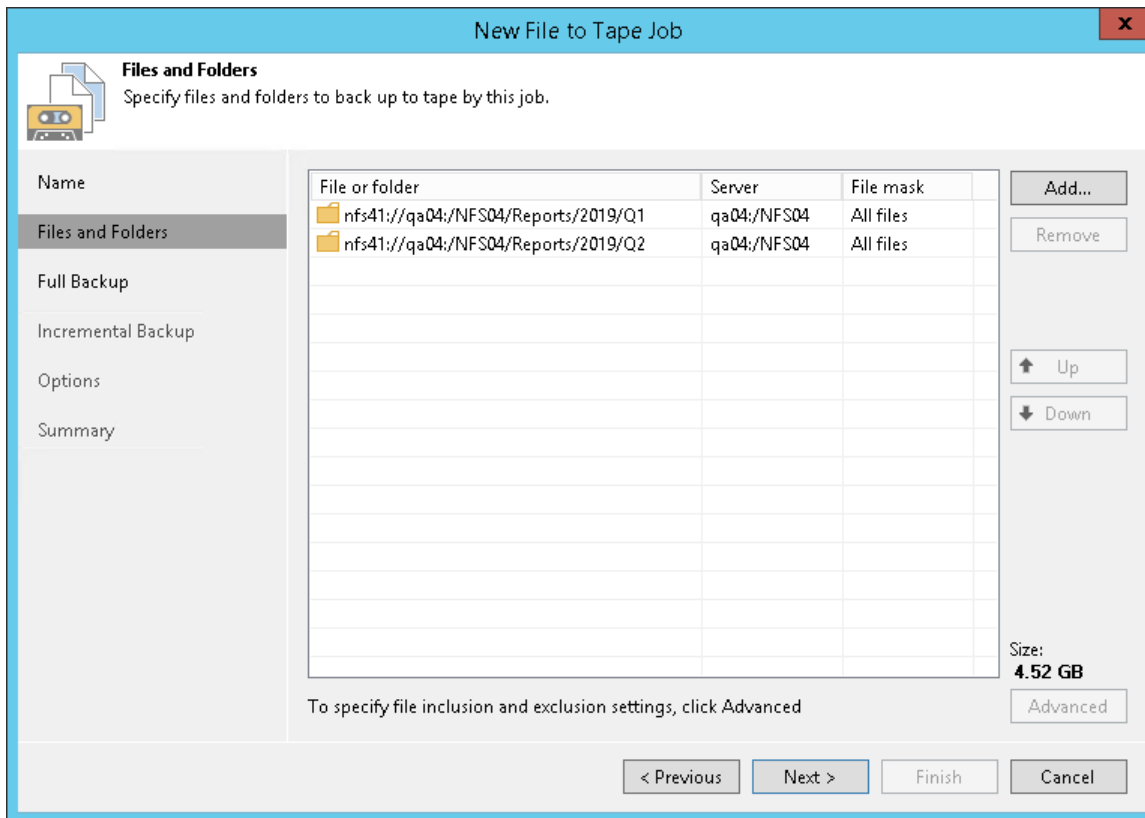 New File to Tape Job
x
Files and Folders
Specify files and folders to back up to tape by this job.
Name
Files and Folders
Full Backup
Incremental Backup
Options
Summary
File or folder Server File mask
nfs41://qa04:/NFS04/Reports/2019/Q1 qa04:/NFS04 All files
nfs41://qa04:/NFS04/Reports/2019/Q2 qa04:/NFS04 All files
Add...
Remove
Up
Down
Size:
4.52 GB
To specify file inclusion and exclusion settings, click Advanced
Advanced
< Previous Next > Finish Cancel